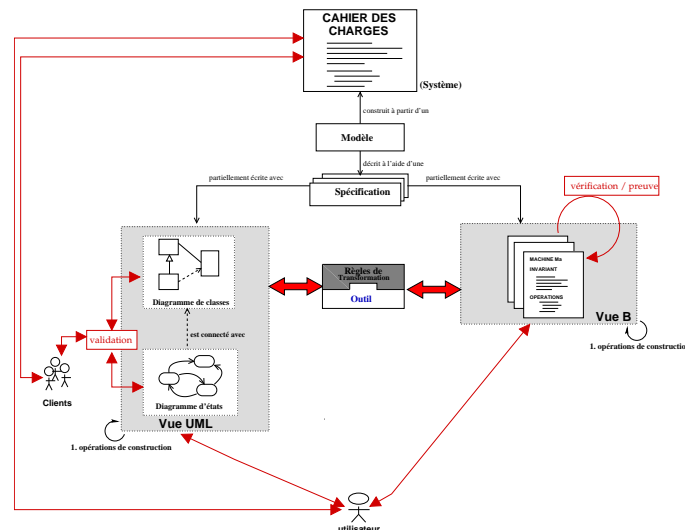 CAHIER DES
CHARGES
(Système)
construit à partir d'un
Modèle
décrit à l'aide d'une
partiellement écrite avec
Spécification
partiellement écrite avec
vérification / preuve
Diagramme de classes
Règles de
Transformation
Outil
MACHINE Ma
INVARIANT
OPERATIONS
Vue B
1. opérations de construction
est connecté avec
validation
Clients
Diagramme d'états
Vue UML
1. opérations de construction
utilisateur